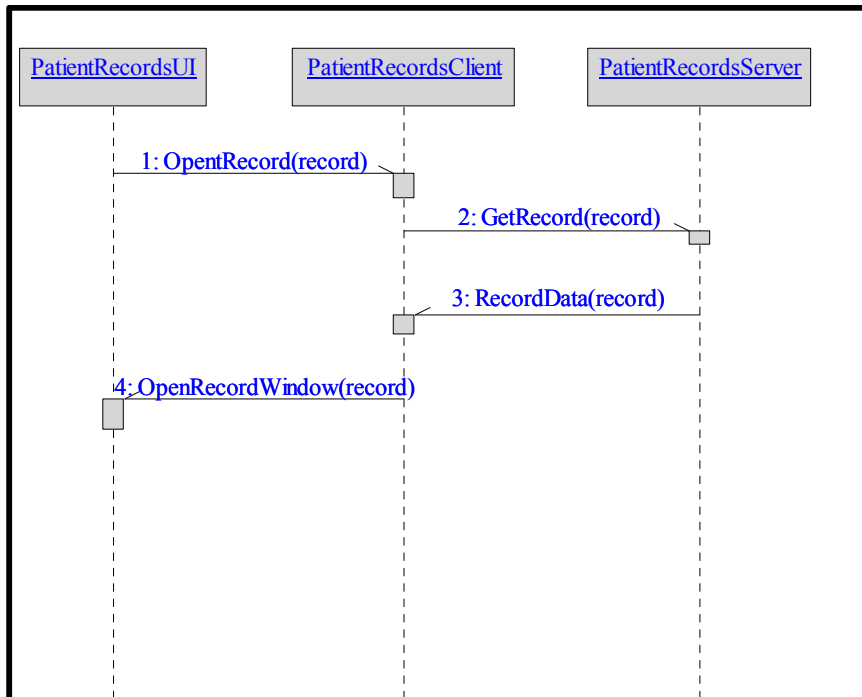 PatientRecordsUI
PatientRecordsClient
PatientRecordsServer
1: OpentRecord(record)
2: GetRecord(record)
3: RecordData(record)
4: OpenRecordWindow(record)